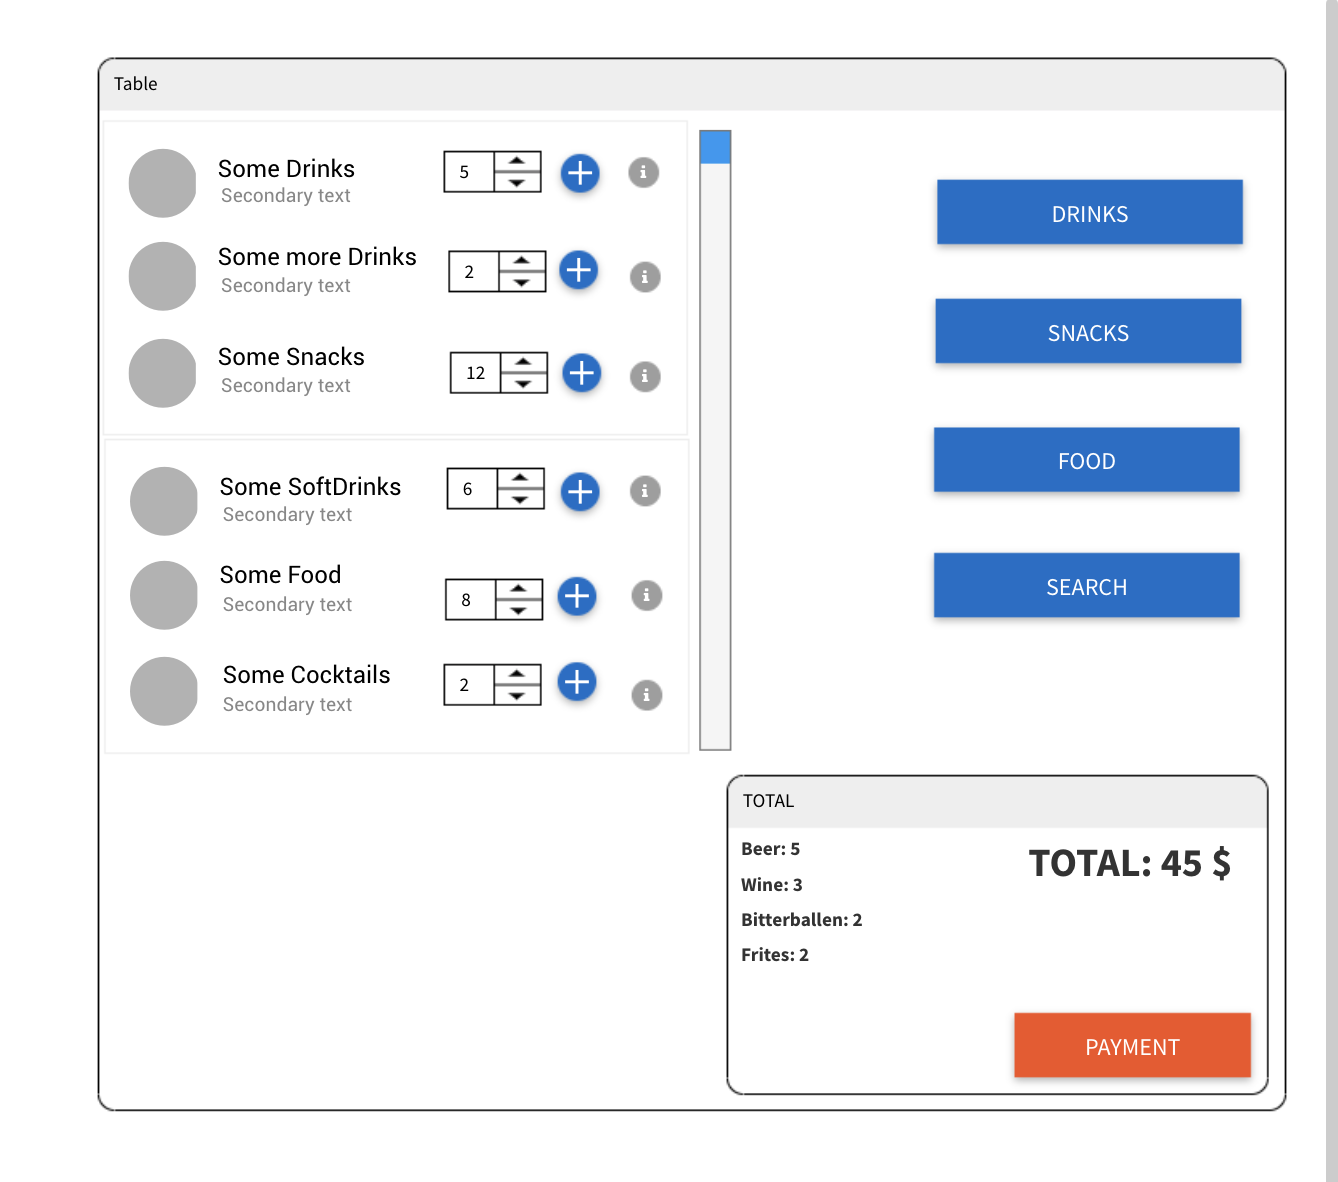 Table
Some Drinks
Secondary text
5
Some more Drinks
Secondary text
2
Some Snacks
Secondary text
12
Some SoftDrinks
Secondary text
6
Some Food
Secondary text
8
Some Cocktails
Secondary text
2
DRINKS
SNACKS
FOOD
SEARCH
TOTAL
Beer: 5
Wine: 3
Bitterballen: 2
Frites: 2
TOTAL: 45 $
PAYMENT